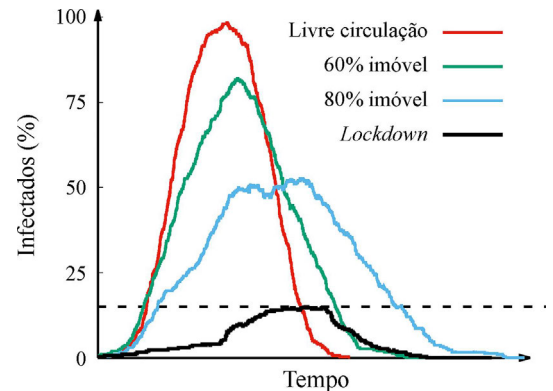 100
75
50
25
0
Infectados (%)
Livre circulação
60% imóvel
80% imóvel
Lockdown
Tempo